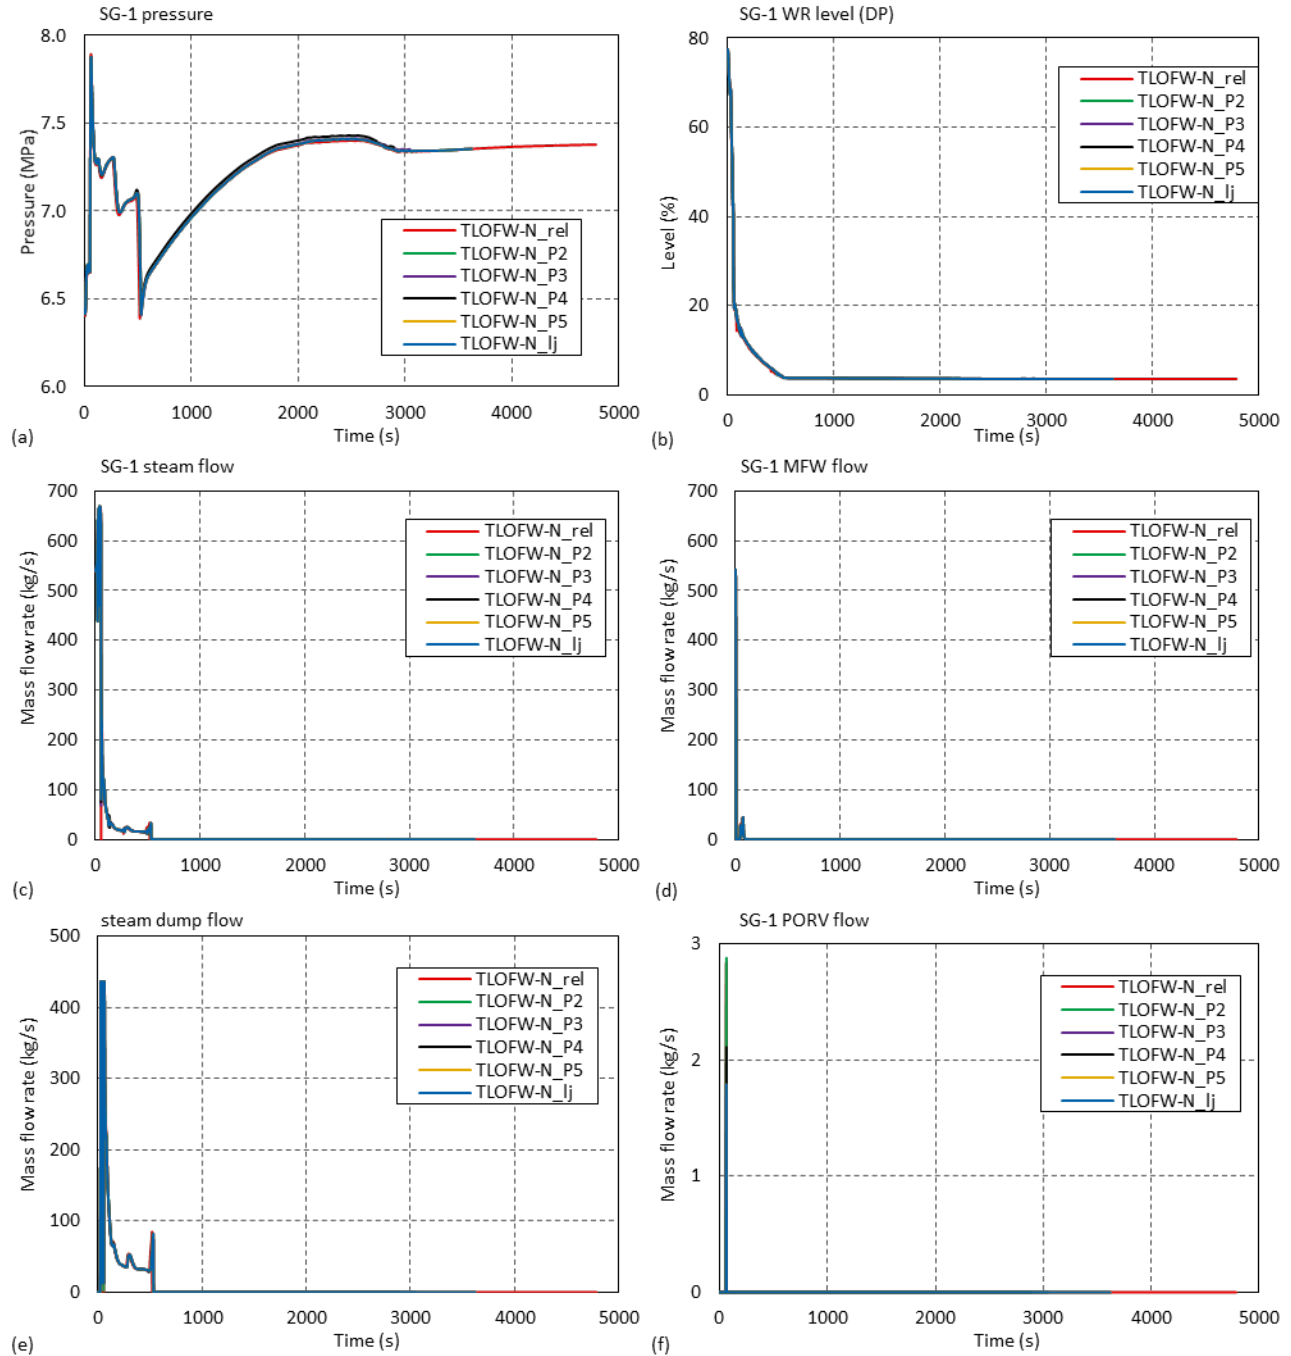 SG-1 pressure
8.0
7.5
7.0
6.5
6.0
Pressure (MPa)
TLOFW-N_rel
TLOFW-N_P2
TLOFW-N_P3
TLOFW-N_P4
TLOFW-N_P5
TLOFW-N_lj
0 1000 2000 3000 4000 5000
Time (s)
(a)
SG-1 WR level (DP)
80
60
40
20
0
Level (%)
TLOFW-N_rel
TLOFW-N_P2
TLOFW-N_P3
TLOFW-N_P4
TLOFW-N_P5
TLOFW-N_lj
0 1000 2000 3000 4000 5000
Time (s)
(b)
SG-1 steam flow
700
600
500
400
300
200
100
0
Mass flow rate (kg/s)
TLOFW-N_rel
TLOFW-N_P2
TLOFW-N_P3
TLOFW-N_P4
TLOFW-N_P5
TLOFW-N_lj
0 1000 2000 3000 4000 5000
Time (s)
(c)
SG-1 MFW flow
700
600
500
400
300
200
100
0
Mass flow rate (kg/s)
TLOFW-N_rel
TLOFW-N_P2
TLOFW-N_P3
TLOFW-N_P4
TLOFW-N_P5
TLOFW-N_lj
0 1000 2000 3000 4000 5000
Time (s)
(d)
steam dump flow
500
400
300
200
100
0
Mass flow rate (kg/s)
TLOFW-N_rel
TLOFW-N_P2
TLOFW-N_P3
TLOFW-N_P4
TLOFW-N_P5
TLOFW-N_lj
0 1000 2000 3000 4000 5000
Time (s)
(e)
SG-1 PORV flow
3
2
1
0
Mass flow rate (kg/s)
TLOFW-N_rel
TLOFW-N_P2
TLOFW-N_P3
TLOFW-N_P4
TLOFW-N_P5
TLOFW-N_lj
0 1000 2000 3000 4000 5000
Time (s)
(f)